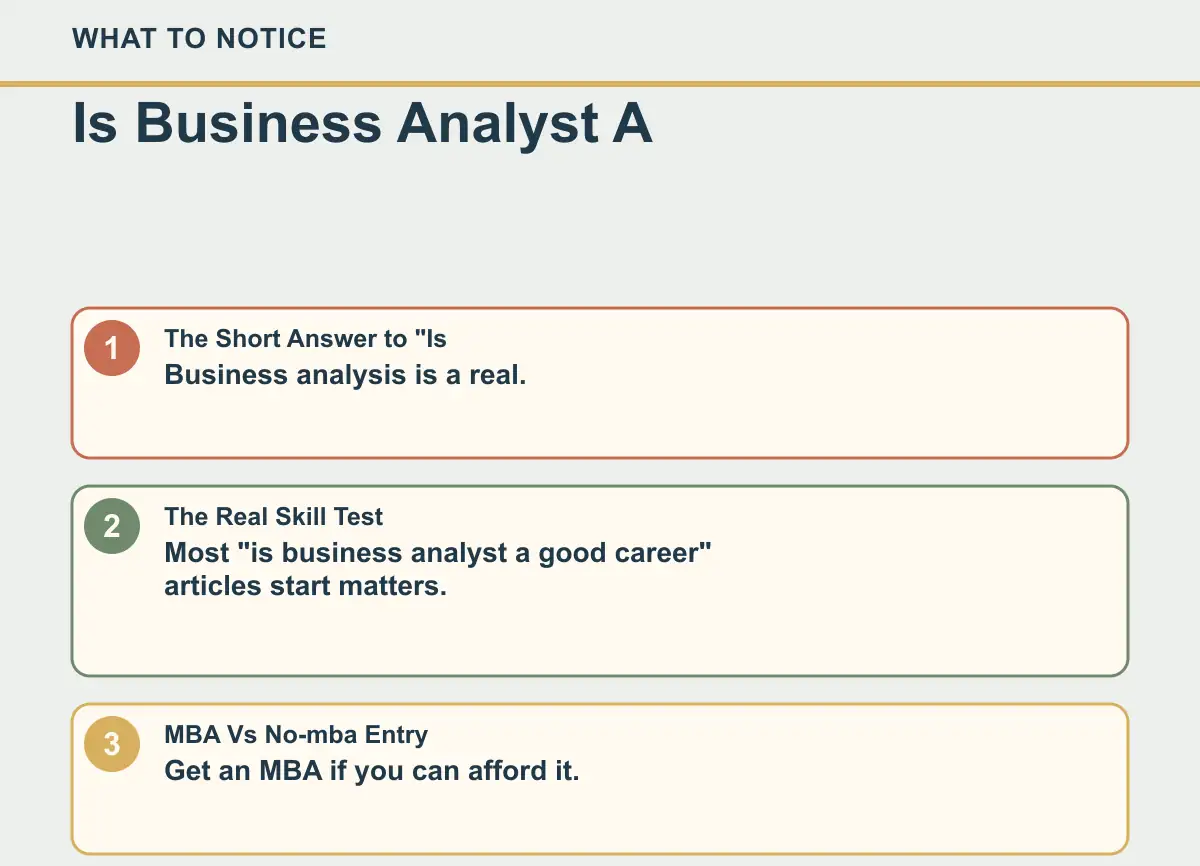 WHAT TO NOTICE
Is Business Analyst A
1
The Short Answer to "Is
Business analysis is a real.
2
The Real Skill Test
Most "is business analyst a good career"
articles start matters.
3
MBA Vs No-mba Entry
Get an MBA if you can afford it.